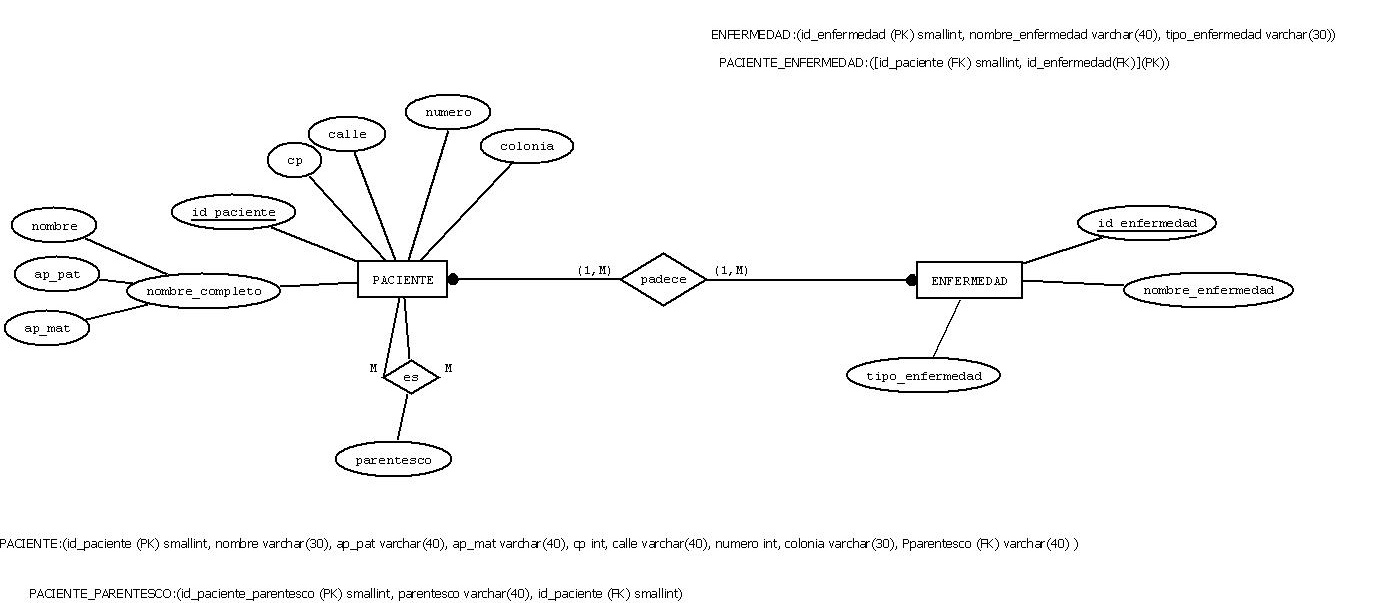 ENFERMEDAD:(id_enfermedad (PK) smallint, nombre_enfermedad varchar(40), tipo_enfermedad varchar(30))
PACIENTE_ENFERMEDAD:([id_paciente (FK) smallint, id_enfermedad(FK)](PK))
numero
calle
colonia
cp
id_paciente
nombre
id_enfermedad
ap_pat
nombre_completo
PACIENTE
(1,M)
padece
(1,M)
ENFERMEDAD
nombre_enfermedad
ap_mat
M
es
M
tipo_enfermedad
parentesco
PACIENTE:(id_paciente (PK) smallint, nombre varchar(30), ap_pat varchar(40), ap_mat varchar(40), cp int, calle varchar(40), numero int, colonia varchar(30), Pparentesco (FK) varchar(40) )
PACIENTE_PARENTESCO:(id_paciente_parentesco (PK) smallint, parentesco varchar(40), id_paciente (FK) smallint)